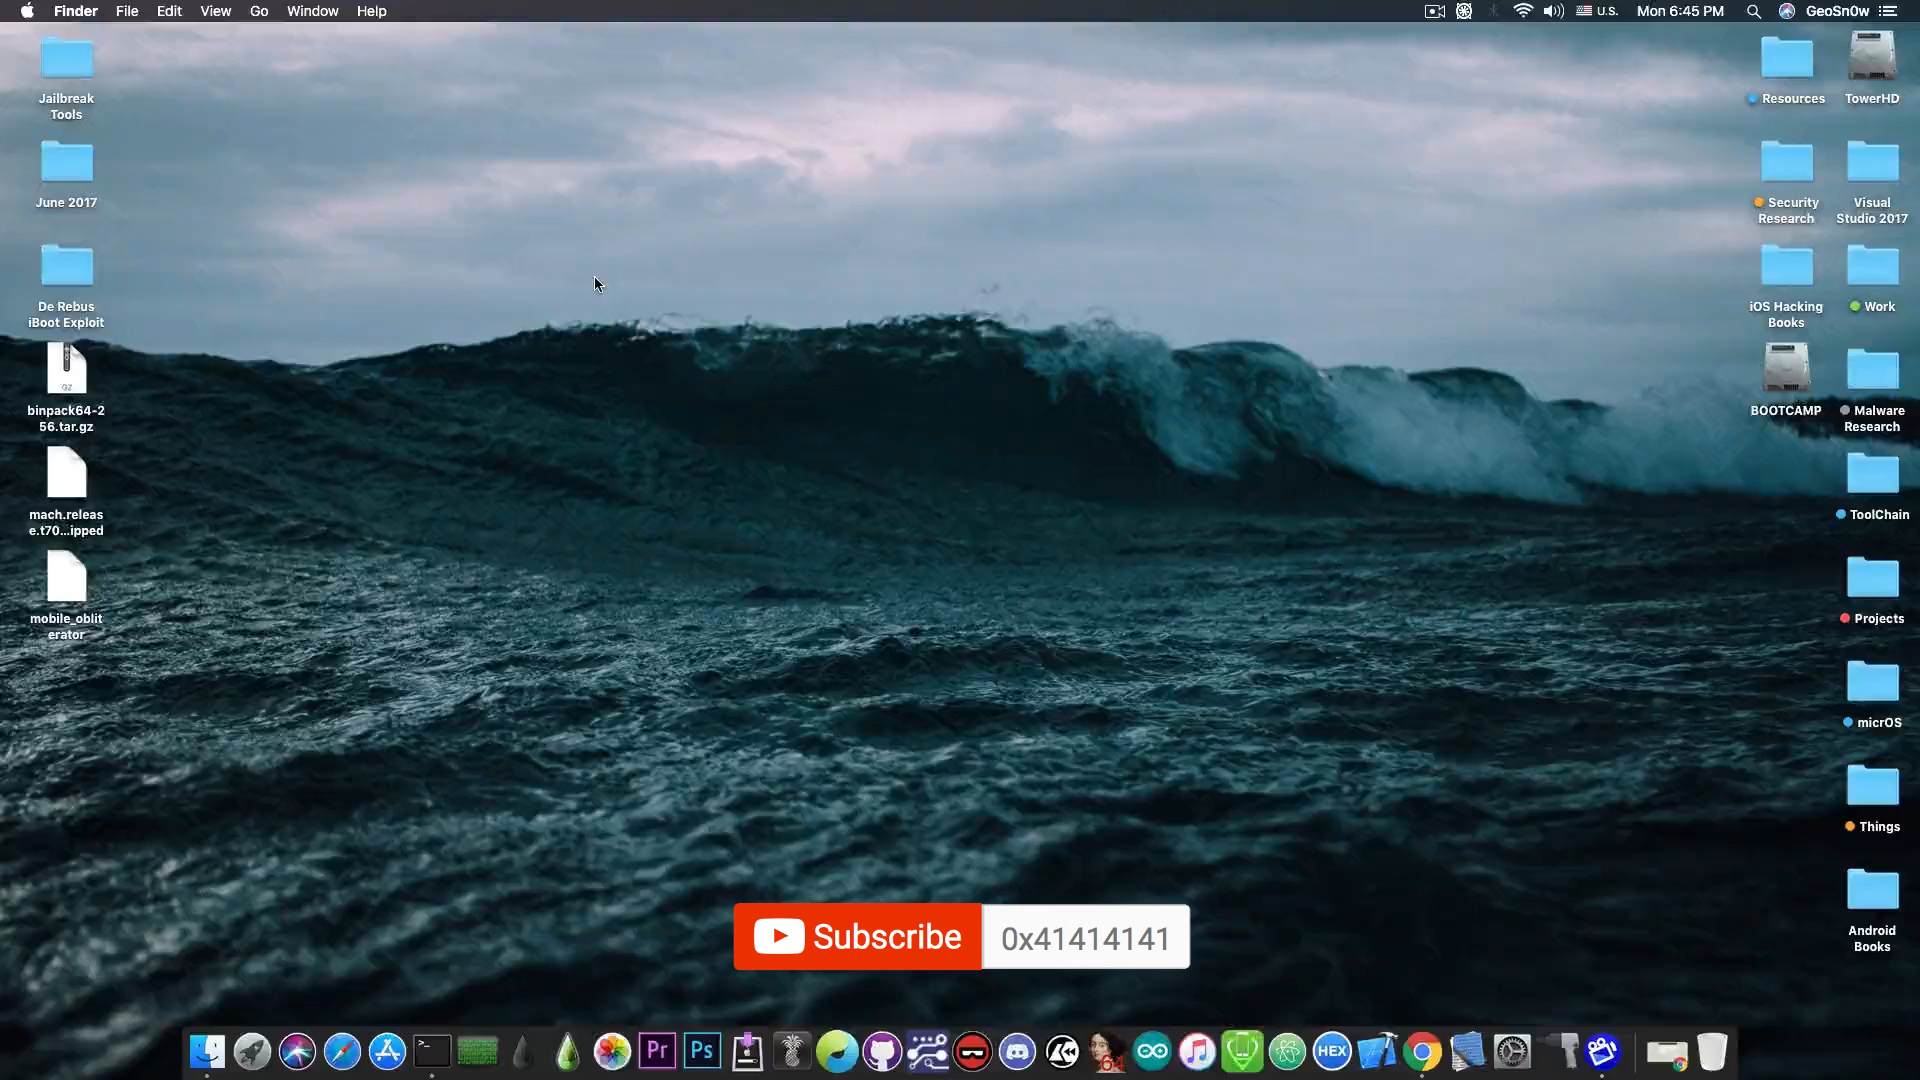 Finder File Edit View Go Window Help
U.S. Mon 6:45 PM GeoSn0w
Jailbreak
Tools
June 2017
De Rebus
iBoot Exploit
GZ
binpack64-2
56.tar.gz
mach.releas
e.t70...ipped
mobile_oblit
erator
Resources
TowerHD
Security
Research
Visual
Studio 2017
iOS Hacking
Books
Work
BOOTCAMP
Malware
Research
ToolChain
Projects
micrOS
Things
Android
Books
Subscribe 0x41414141
>_ Pr Ps 64 HEX